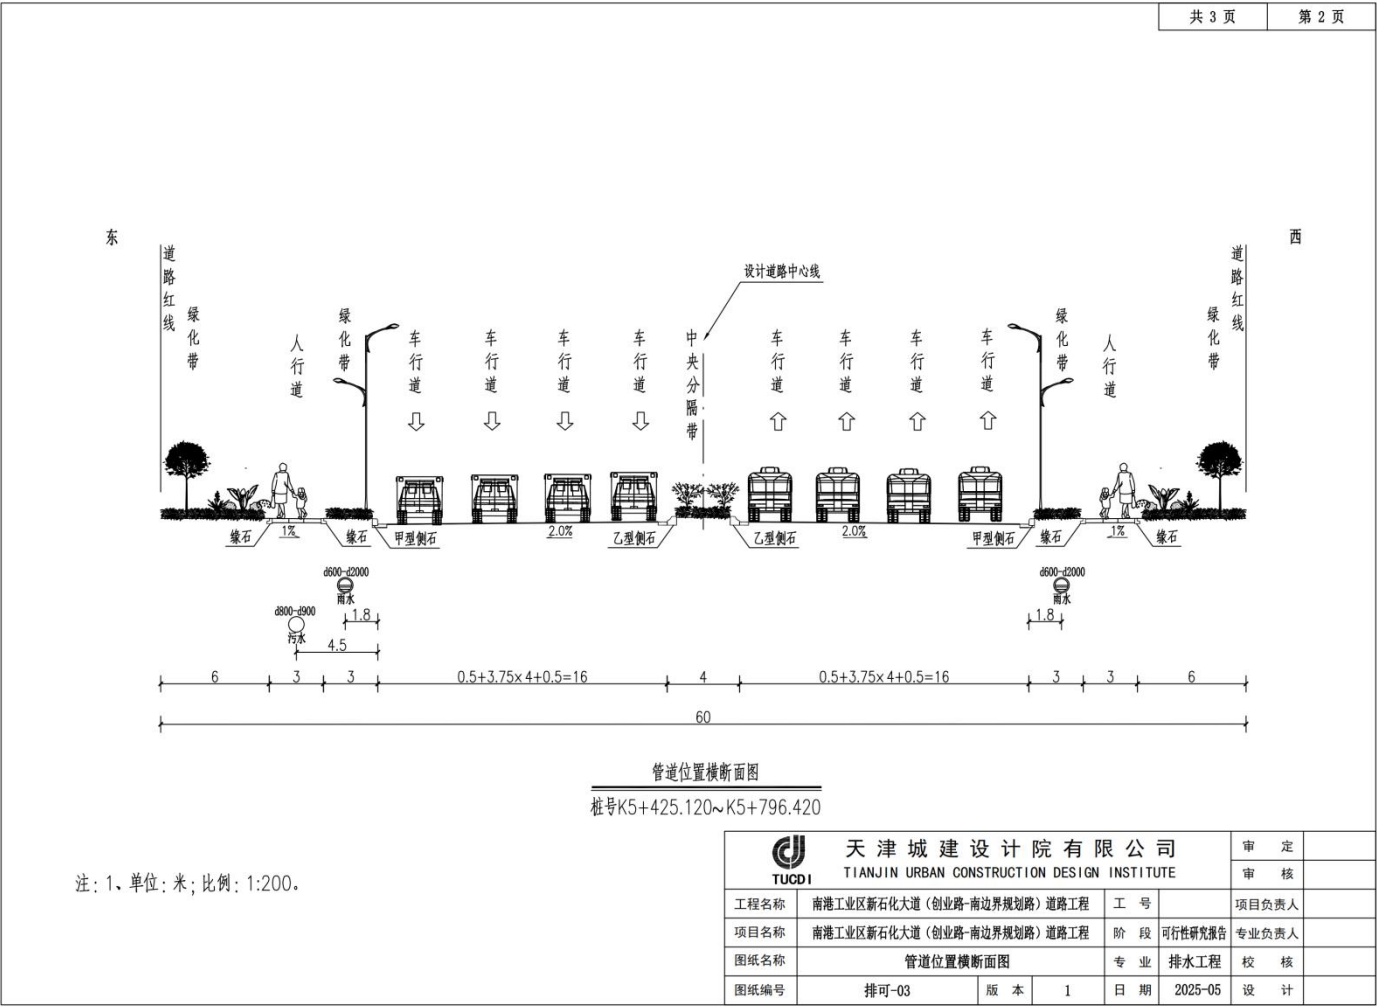 共 3 页 第 2 页
东 西
道路红线 绿化带 人行道 绿化带 车行道 车行道 车行道 车行道 中央分隔带 车行道 车行道 车行道 车行道 绿化带 人行道 绿化带 道路红线
设计道路中心线
缘石 1% 缘石 甲型侧石 2.0% 乙型侧石 乙型侧石 2.0% 甲型侧石 缘石 1% 缘石
d600-d2000 d600-d2000
雨水 雨水
d800-d900 1.8 1.8
污水
4.5
6 3 3 0.5+3.75×4+0.5=16 4 0.5+3.75×4+0.5=16 3 3 6
60
管道位置横断面图
桩号K5+425.120~K5+796.420
注: 1、单位: 米; 比例: 1:200。
TUCDI
天津城建设计院有限公司
TIANJIN URBAN CONSTRUCTION DESIGN INSTITUTE
审 定
审 核
工程名称 南港工业区新石化大道(创业路-南边界规划路)道路工程 工 号 项目负责人
项目名称 南港工业区新石化大道(创业路-南边界规划路)道路工程 阶 段 可行性研究报告 专业负责人
图纸名称 管道位置横断面图 专 业 排水工程 校 核
图纸编号 排可-03 版 本 1 日 期 2025-05 设 计